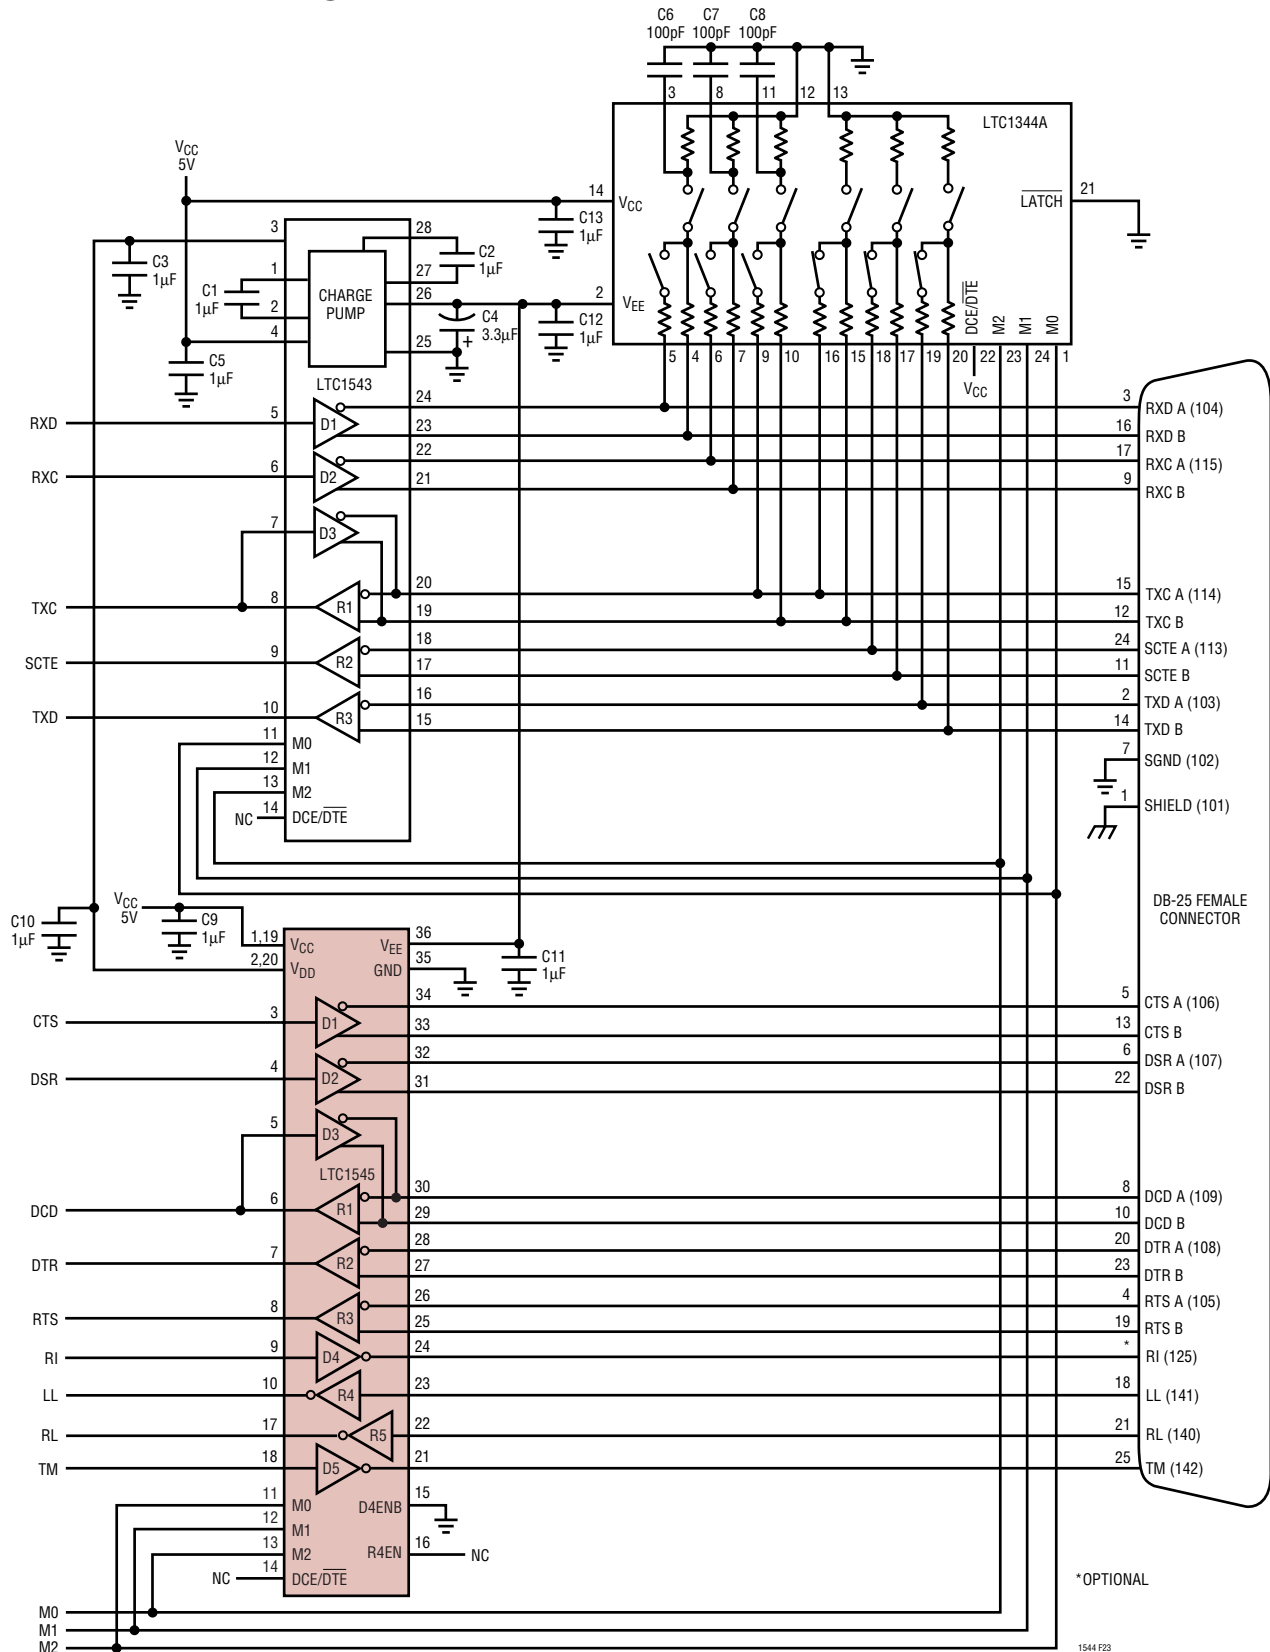 C6
100pF
C7
100pF
C8
100pF
3
8
11
12
13
LTC1344A
VCC
5V
14
VCC
21
LATCH
C13
1µF
3
28
C3
1µF
C2
1µF
1
27
C1
1µF
CHARGE
PUMP
26
2
VEE
2
4
C4
3.3µF
+
C12
1µF
DCE/DTE
M2
M1
M0
25
C5
1µF
LTC1543
5
4
6
7
9
10
16
15
18
17
19
20
22
23
24
1
VCC
RXD
5
D1
24
3
RXD A (104)
23
16
RXD B
RXC
6
D2
22
17
RXC A (115)
21
9
RXC B
7
D3
TXC
8
R1
20
15
TXC A (114)
19
12
TXC B
SCTE
9
R2
18
24
SCTE A (113)
17
11
SCTE B
TXD
10
R3
16
2
TXD A (103)
15
14
TXD B
11
M0
7
SGND (102)
12
M1
13
M2
1
SHIELD (101)
NC
14
DCE/DTE
DB-25 FEMALE
CONNECTOR
C10
1µF
VCC
5V
C9
1µF
1,19
VCC
VEE
36
2,20
VDD
GND
35
C11
1µF
CTS
3
D1
34
5
CTS A (106)
33
13
CTS B
DSR
4
D2
32
6
DSR A (107)
31
22
DSR B
5
D3
LTC1545
DCD
6
R1
30
8
DCD A (109)
29
10
DCD B
DTR
7
R2
28
20
DTR A (108)
27
23
DTR B
RTS
8
R3
26
4
RTS A (105)
25
19
RTS B
RI
9
D4
24
*
RI (125)
LL
10
R4
23
18
LL (141)
RL
17
R5
22
21
RL (140)
TM
18
D5
21
25
TM (142)
11
M0
D4ENB
15
12
M1
13
M2
R4EN
16
NC
NC
14
DCE/DTE
*OPTIONAL
M0
M1
M2
1544 F23